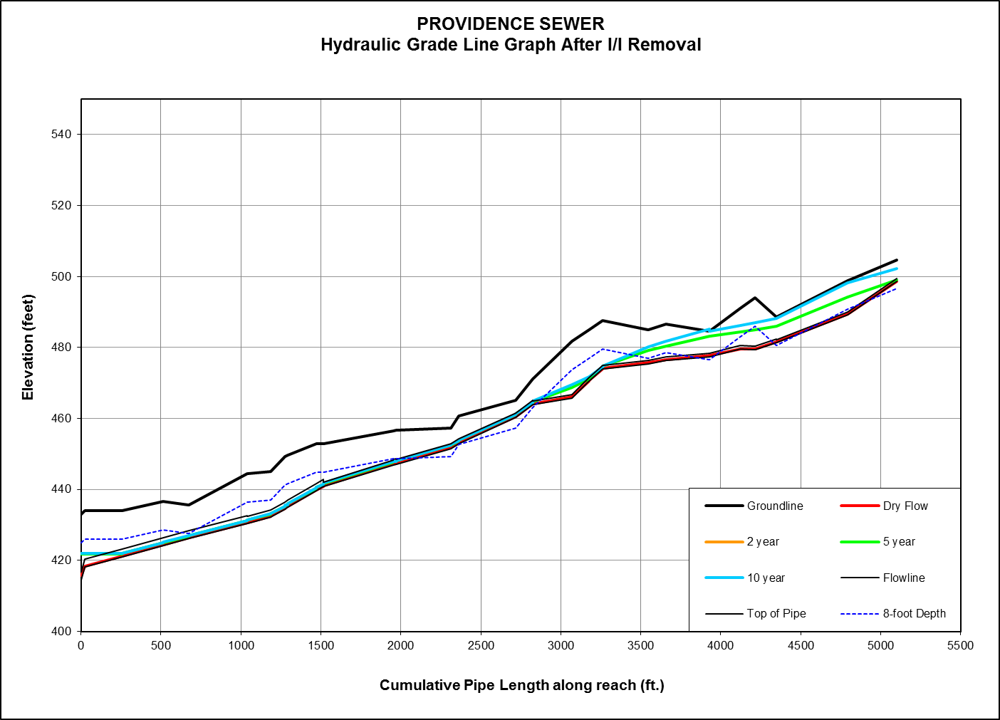 PROVIDENCE SEWER
Hydraulic Grade Line Graph After I/I Removal
Elevation (feet)
540
520
500
480
460
440
420
400
0 500 1000 1500 2000 2500 3000 3500 4000 4500 5000 5500
Groundline Dry Flow
2 year 5 year
10 year Flowline
Top of Pipe 8-foot Depth
Cumulative Pipe Length along reach (ft.)